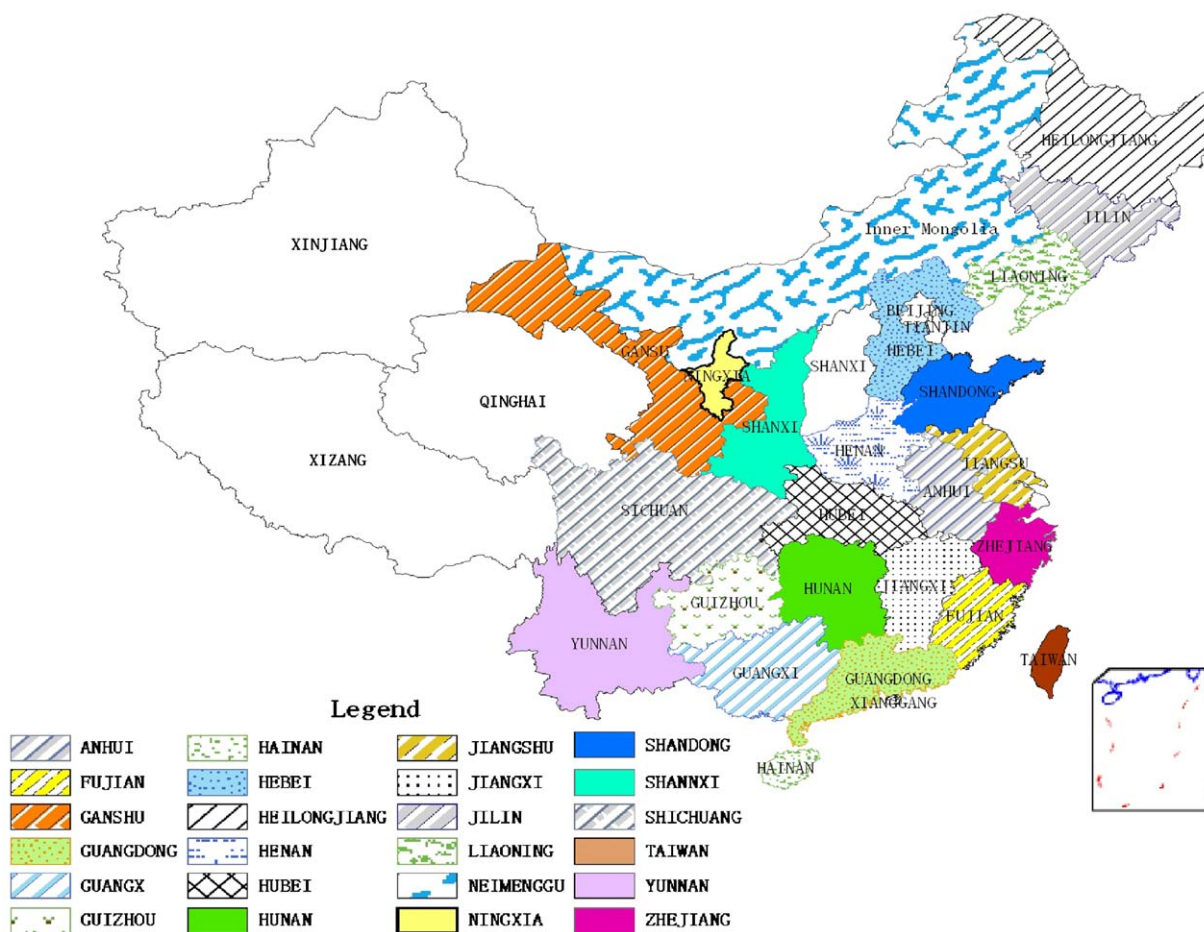 HEILONGJIANG
JILIN
Inner Mongolia
XINJIANG
LIAONING
BEIJING
TIANJIN
GANSU
HEBEI
SHANXI
NINGXIA
SHANDONG
QINGHAI
SHANXI
HENAN
XIZANG
JIANGSU
ANHUI
SICHUAN
HUBEI
ZHEJIANG
HUNAN
JIANGXI
GUIZHOU
FUJIAN
YUNNAN
TAIWAN
GUANGXI
GUANGDONG
XIANGGANG
HAINAN
Legend
ANHUI
FUJIAN
GANSHU
GUANGDONG
GUANGX
GUIZHOU
HAINAN
HEBEI
HEILONGJIANG
HENAN
HUBEI
HUNAN
JIANGSHU
JIANGXI
JILIN
LIAONING
NEIMENGGU
NINGXIA
SHANDONG
SHANNXI
SHICHUANG
TAIWAN
YUNNAN
ZHEJIANG